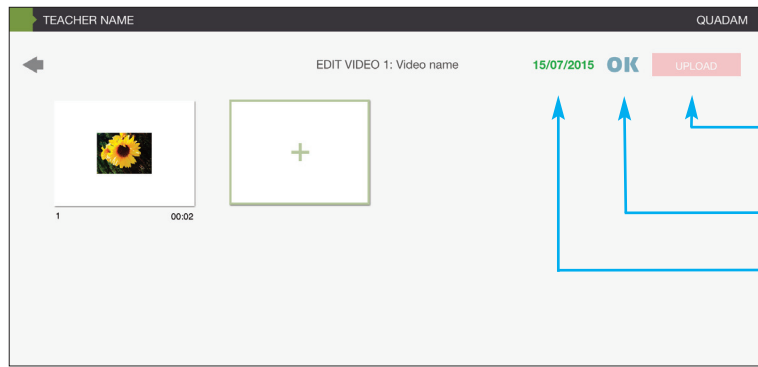 TEACHER NAME QUADAM
EDIT VIDEO 1: Video name 15/07/2015 OK UPLOAD
+
1 00:02